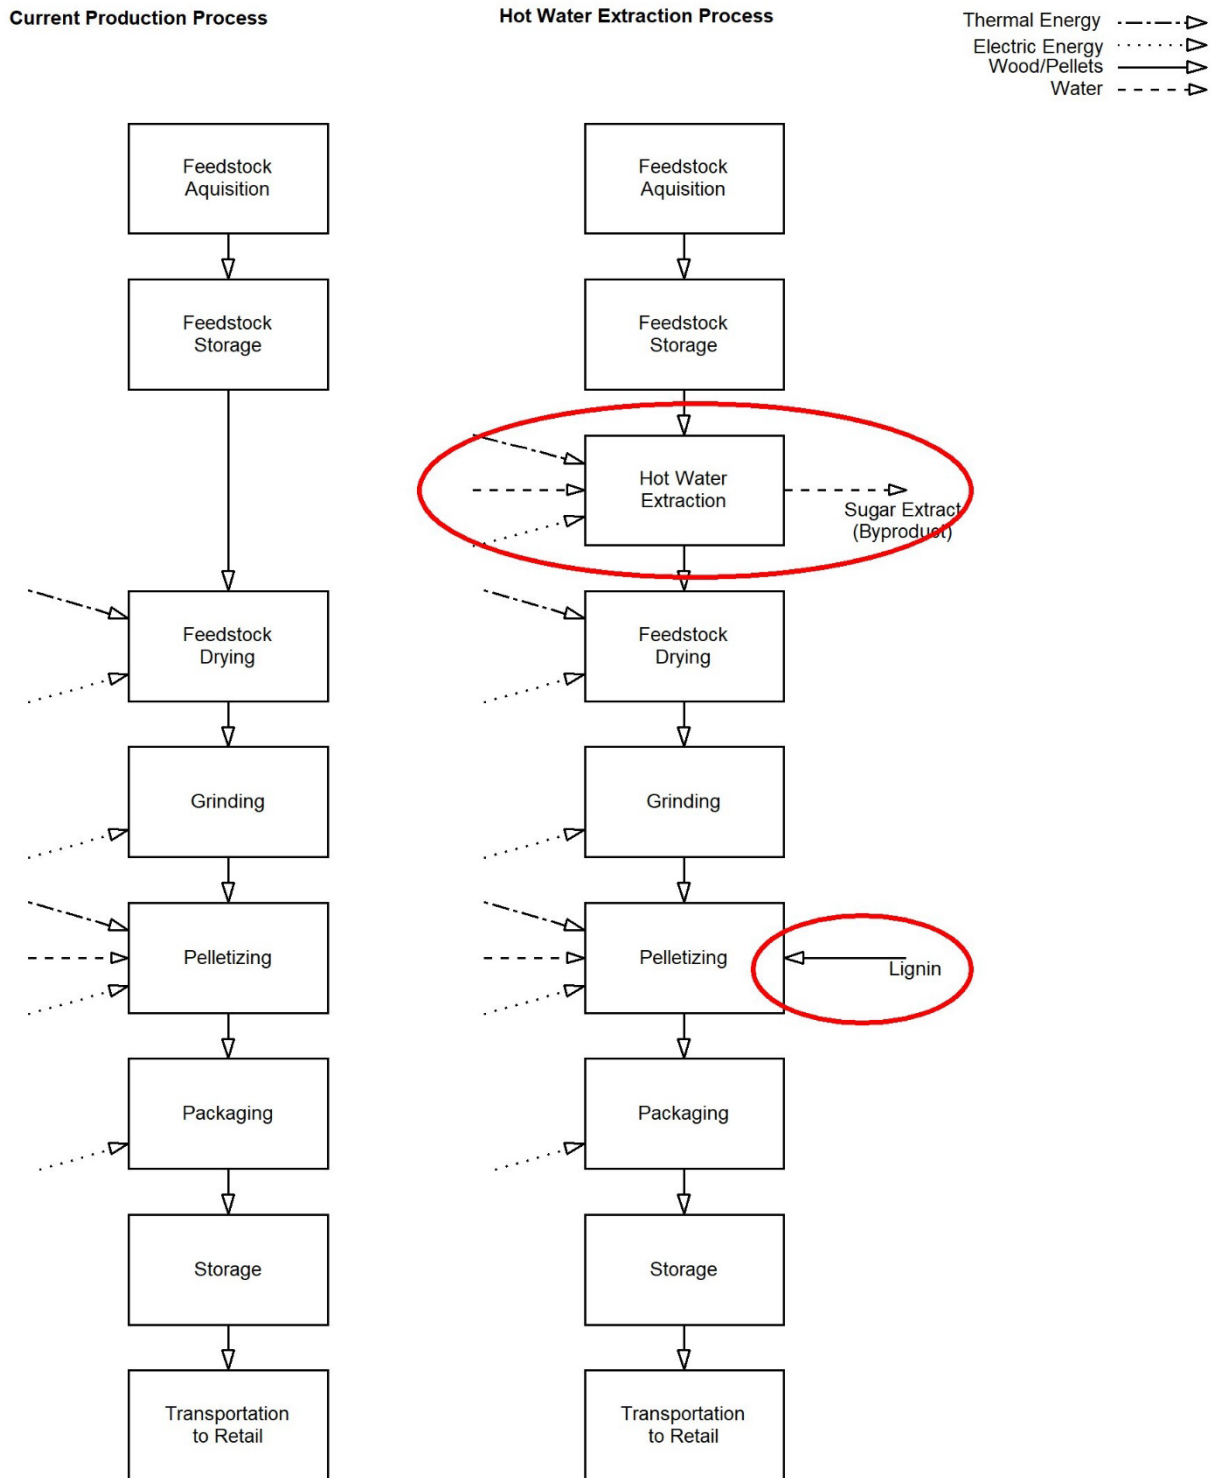 Current Production Process
Hot Water Extraction Process
Thermal Energy
Electric Energy
Wood/Pellets
Water
Feedstock
Aquisition
Feedstock
Storage
Feedstock
Drying
Grinding
Pelletizing
Packaging
Storage
Transportation
to Retail
Feedstock
Aquisition
Feedstock
Storage
Hot Water
Extraction
Sugar Extract
(Byproduct)
Feedstock
Drying
Grinding
Pelletizing
Lignin
Packaging
Storage
Transportation
to Retail